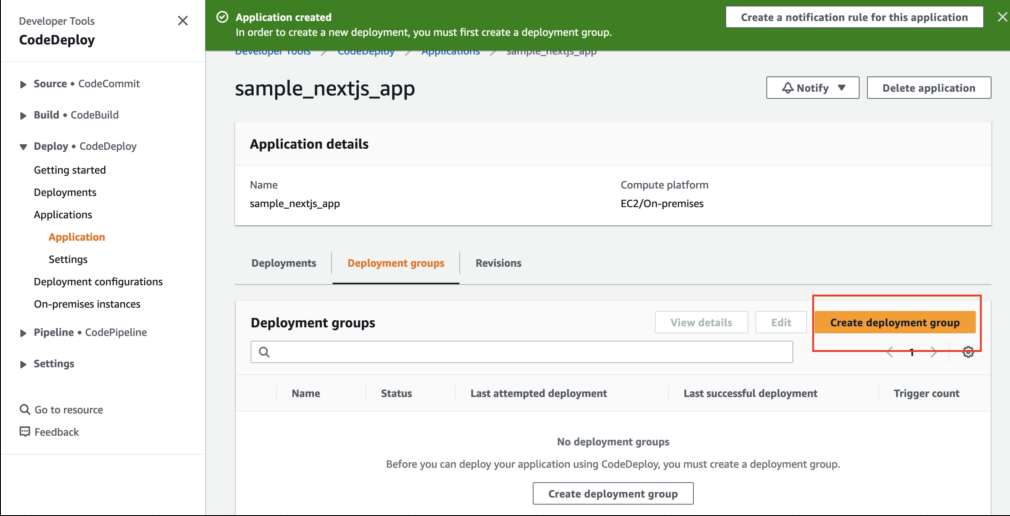 Developer Tools
CodeDeploy
Source • CodeCommit
Build • CodeBuild
Deploy • CodeDeploy
Getting started
Deployments
Applications
Application
Settings
Deployment configurations
On-premises instances
Pipeline • CodePipeline
Settings
Go to resource
Feedback
Application created
In order to create a new deployment, you must first create a deployment group.
Create a notification rule for this application
Developer Tools CodeDeploy Applications sample_nextjs_app
sample_nextjs_app
Notify
Delete application
Application details
Name
sample_nextjs_app
Compute platform
EC2/On-premises
Deployments
Deployment groups
Revisions
Deployment groups
View details
Edit
Create deployment group
1
Name Status Last attempted deployment Last successful deployment Trigger count
No deployment groups
Before you can deploy your application using CodeDeploy, you must create a deployment group.
Create deployment group